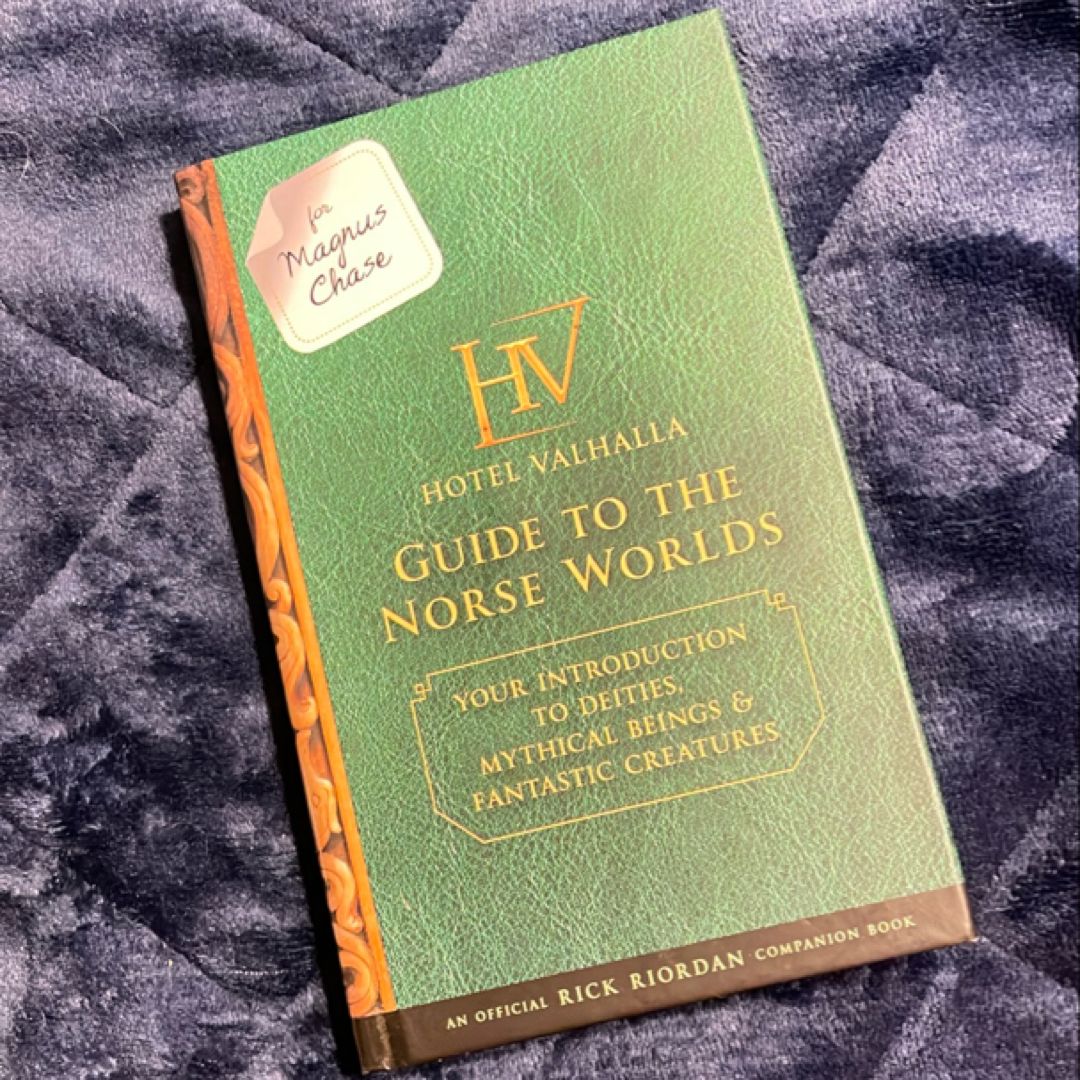 for
Magnus
Chase
HV
HOTEL VALHALLA
GUIDE TO THE
NORSE WORLDS
YOUR INTRODUCTION
TO DEITIES,
MYTHICAL BEINGS &
FANTASTIC CREATURES
AN OFFICIAL RICK RIORDAN COMPANION BOOK